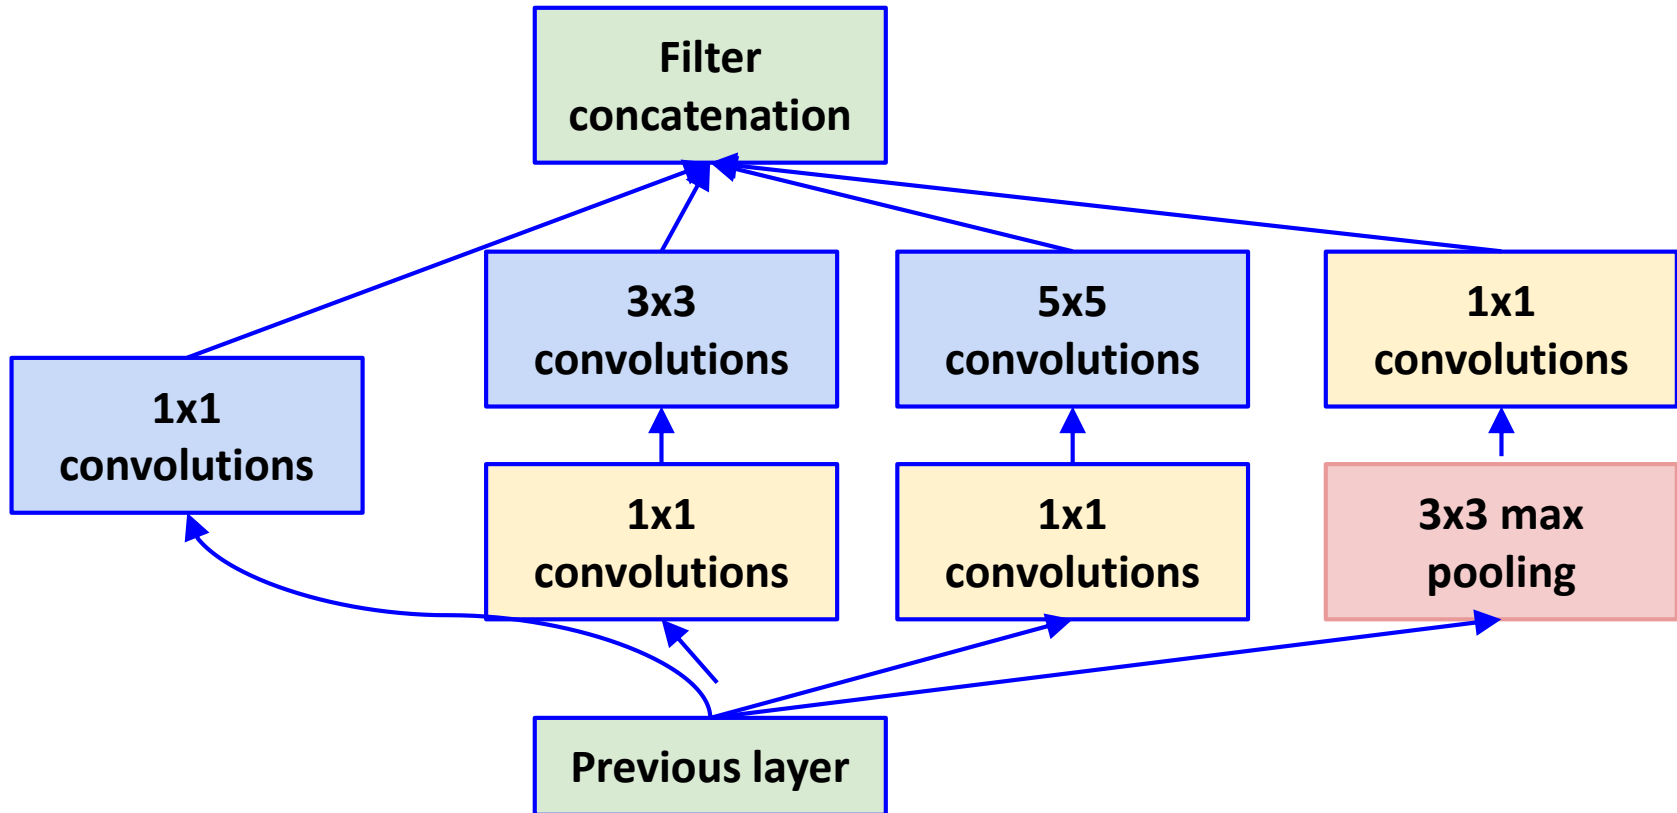 Filter
concatenation
3x3
convolutions
5x5
convolutions
1x1
convolutions
1x1
convolutions
1x1
convolutions
1x1
convolutions
3x3 max
pooling
Previous layer